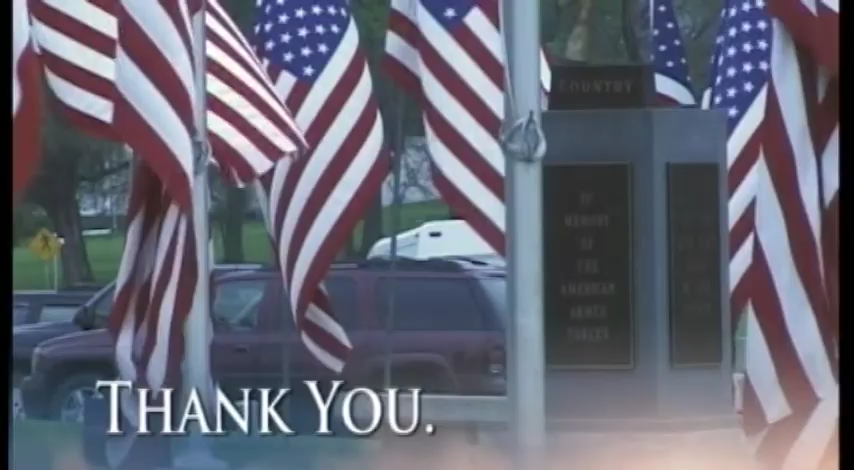 COUNTRY
IN
MEMORY
OF
THE
AMERICAN
ARMED
FORCES
THANK YOU.